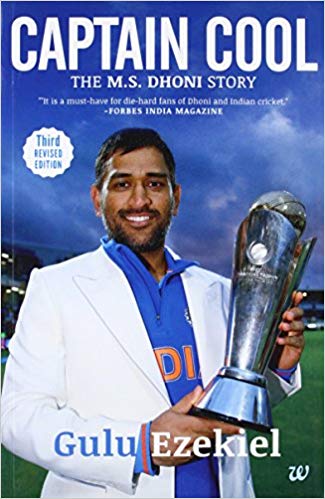 CAPTAIN COOL
THE M.S. DHONI STORY
"It is a must-have for die-hard fans of Dhoni and Indian cricket."
–FORBES INDIA MAGAZINE
Third
REVISED
EDITION
INDIA
Gulu Ezekiel
w